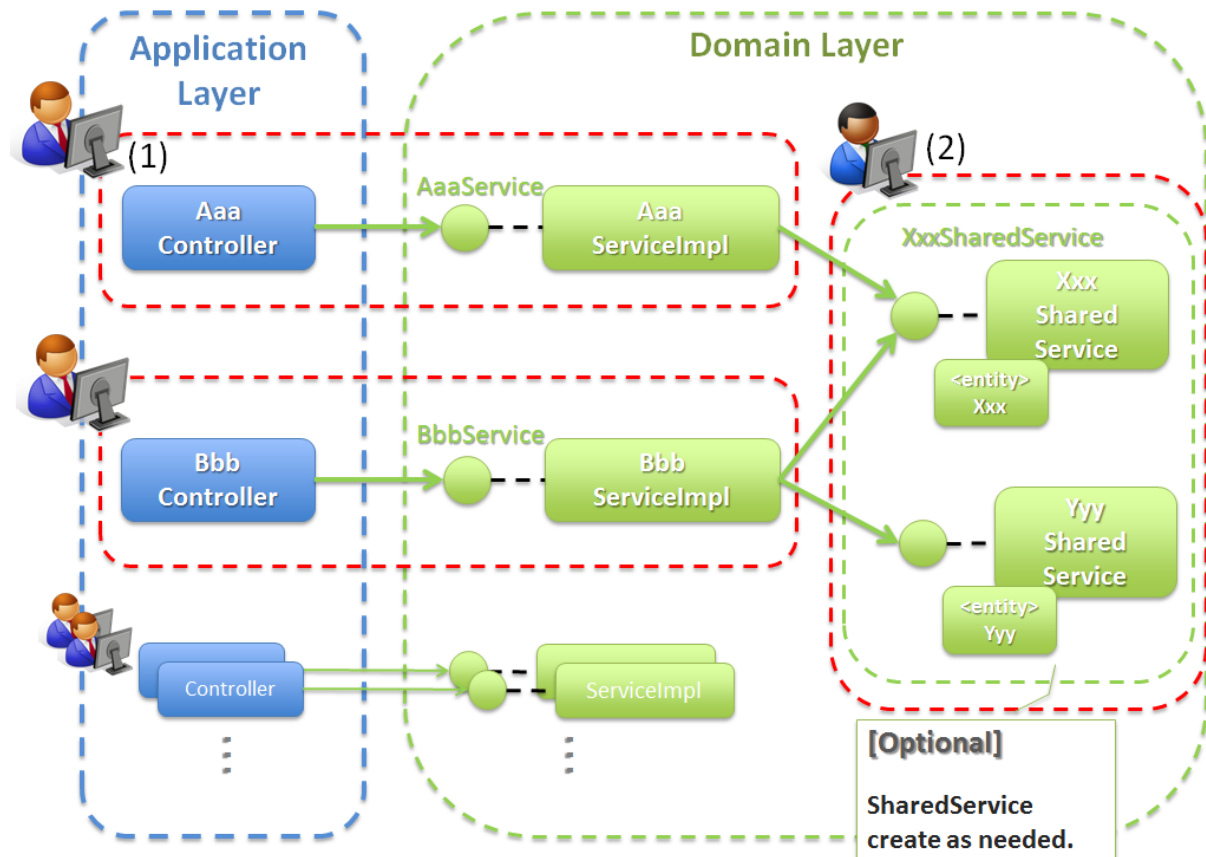 Application
Layer
Domain Layer
(1)
(2)
AaaService
Aaa
Controller
Aaa
ServiceImpl
XxxSharedService
Xxx
Shared
Service
<entity>
Xxx
BbbService
Bbb
Controller
Bbb
ServiceImpl
Yyy
Shared
Service
<entity>
Yyy
Controller
ServiceImpl
[Optional]
SharedService
create as needed.